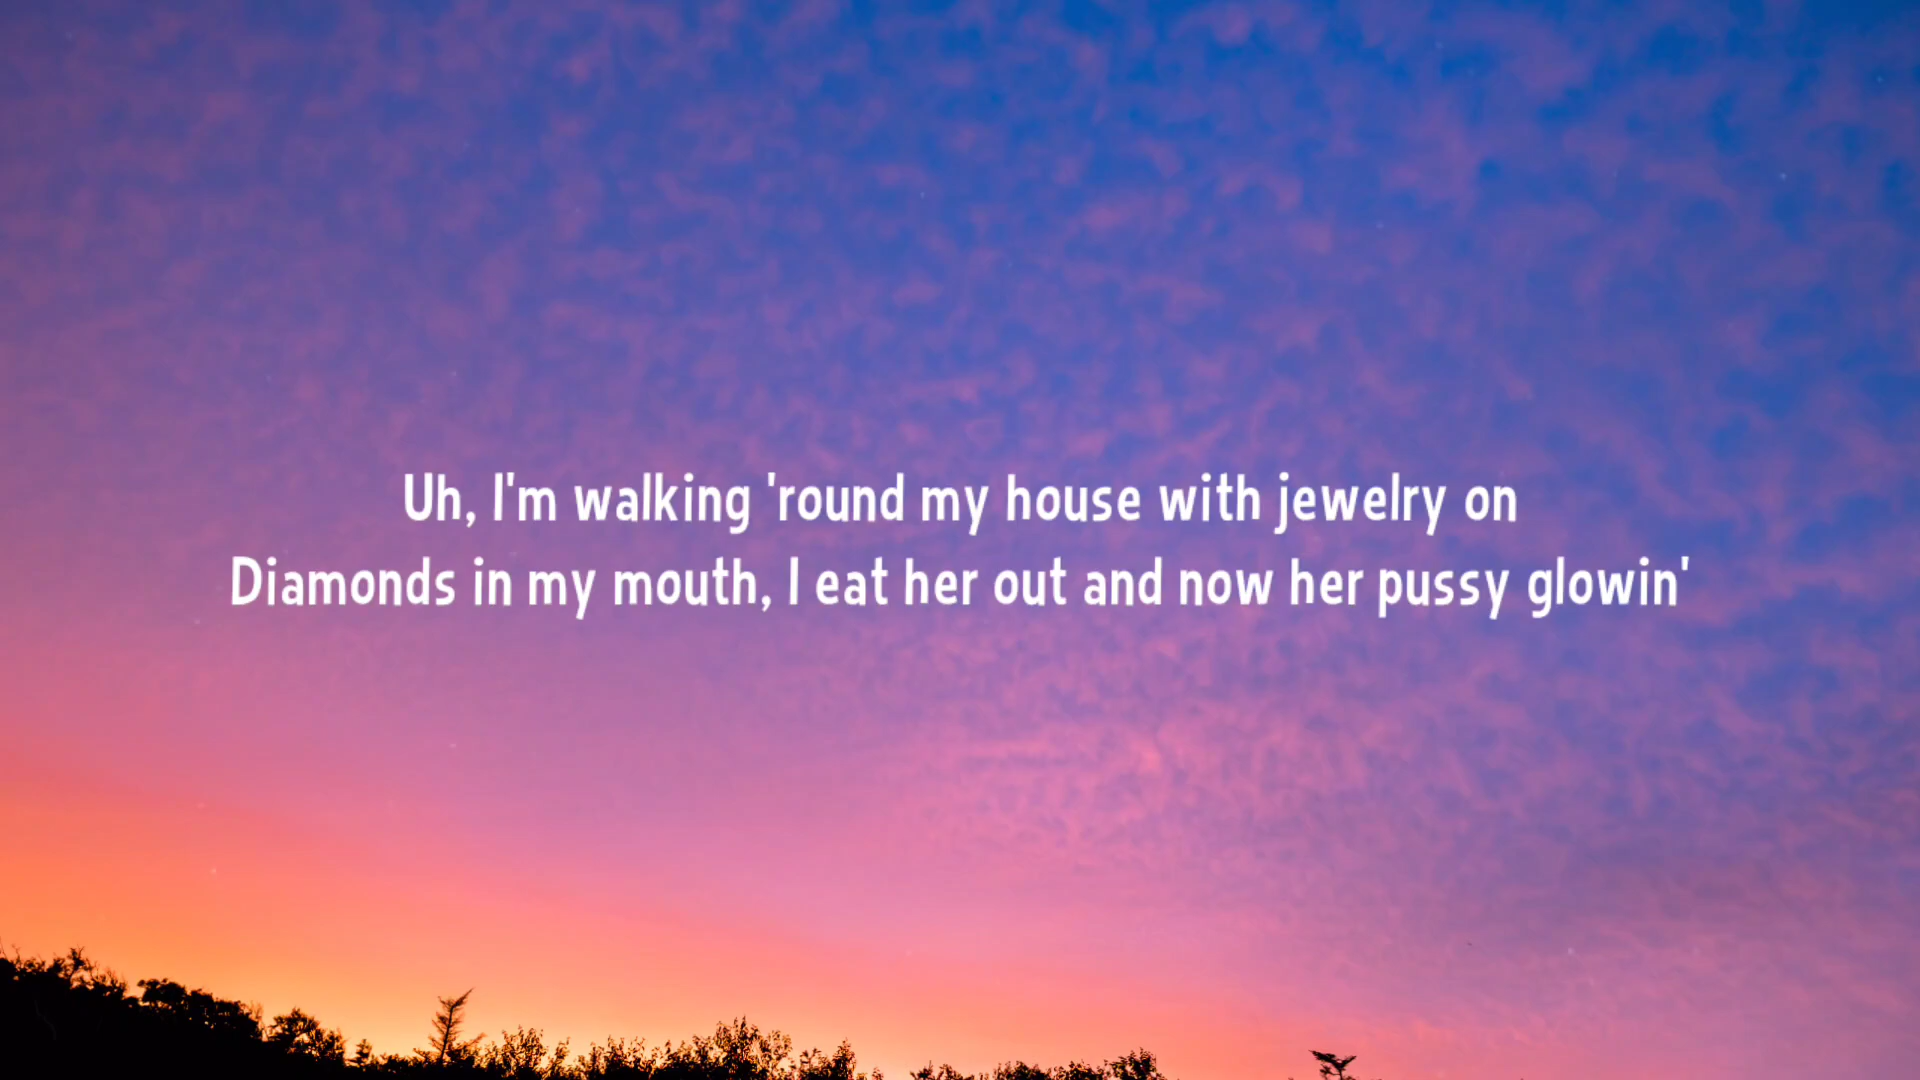 Uh, I'm walking 'round my house with jewelry on
Diamonds in my mouth, I eat her out and now her pussy glowin'